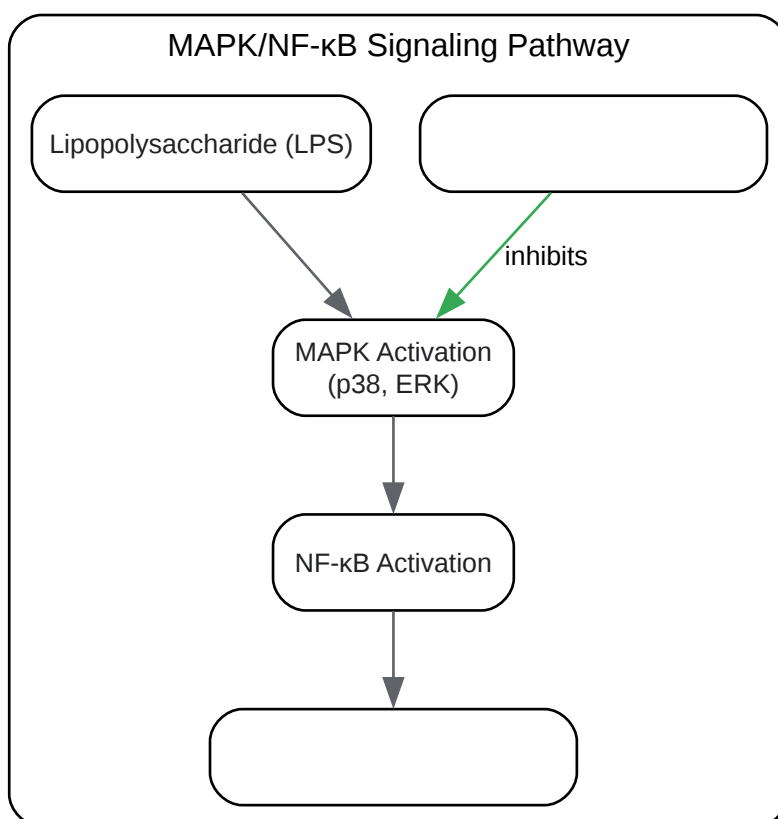 MAPK/NF-κB Signaling Pathway
Lipopolysaccharide (LPS)
inhibits
MAPK Activation
(p38, ERK)
NF-κB Activation